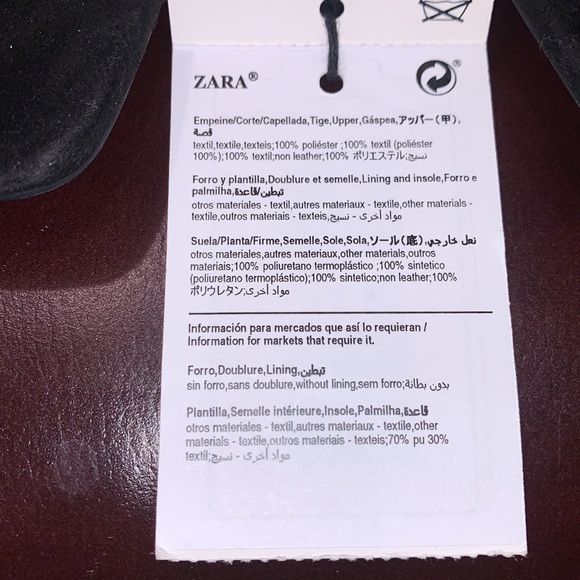 ZARA®
®
Empeine/Corte/Capellada,Tige,Upper,Gáspea,アッパー(甲),
قصة
textil,textile,texteis;100% poliéster ;100% textil (poliéster
100%);100% textil;non leather;100% ポリエステル;نسيج
Forro y plantilla,Doublure et semelle,Lining and insole,Forro e
palmilha,تبطين/قاعدة
otros materiales - textil,autres materiaux - textile,other materials -
textile,outros materiais - texteis,مواد أخرى - نسيج
Suela/Planta/Firme,Semelle,Sole,Sola,ソール(底),نعل خارجي
otros materiales,autres materiaux,other materials,outros
materiais;100% poliuretano termoplástico ;100% sintetico
(poliuretano termoplástico);100% sintetico;non leather;100%
ポリウレタン;مواد أخرى
Información para mercados que así lo requieran /
Information for markets that require it.
Forro,Doublure,Lining,تبطين
sin forro,sans doublure,without lining,sem forro;بدون بطانة
Plantilla,Semelle intérieure,Insole,Palmilha,قاعدة
otros materiales - textil,autres materiaux - textile,other
materials - textile,outros materiais - texteis;70% pu 30%
textil;مواد أخرى - نسيج